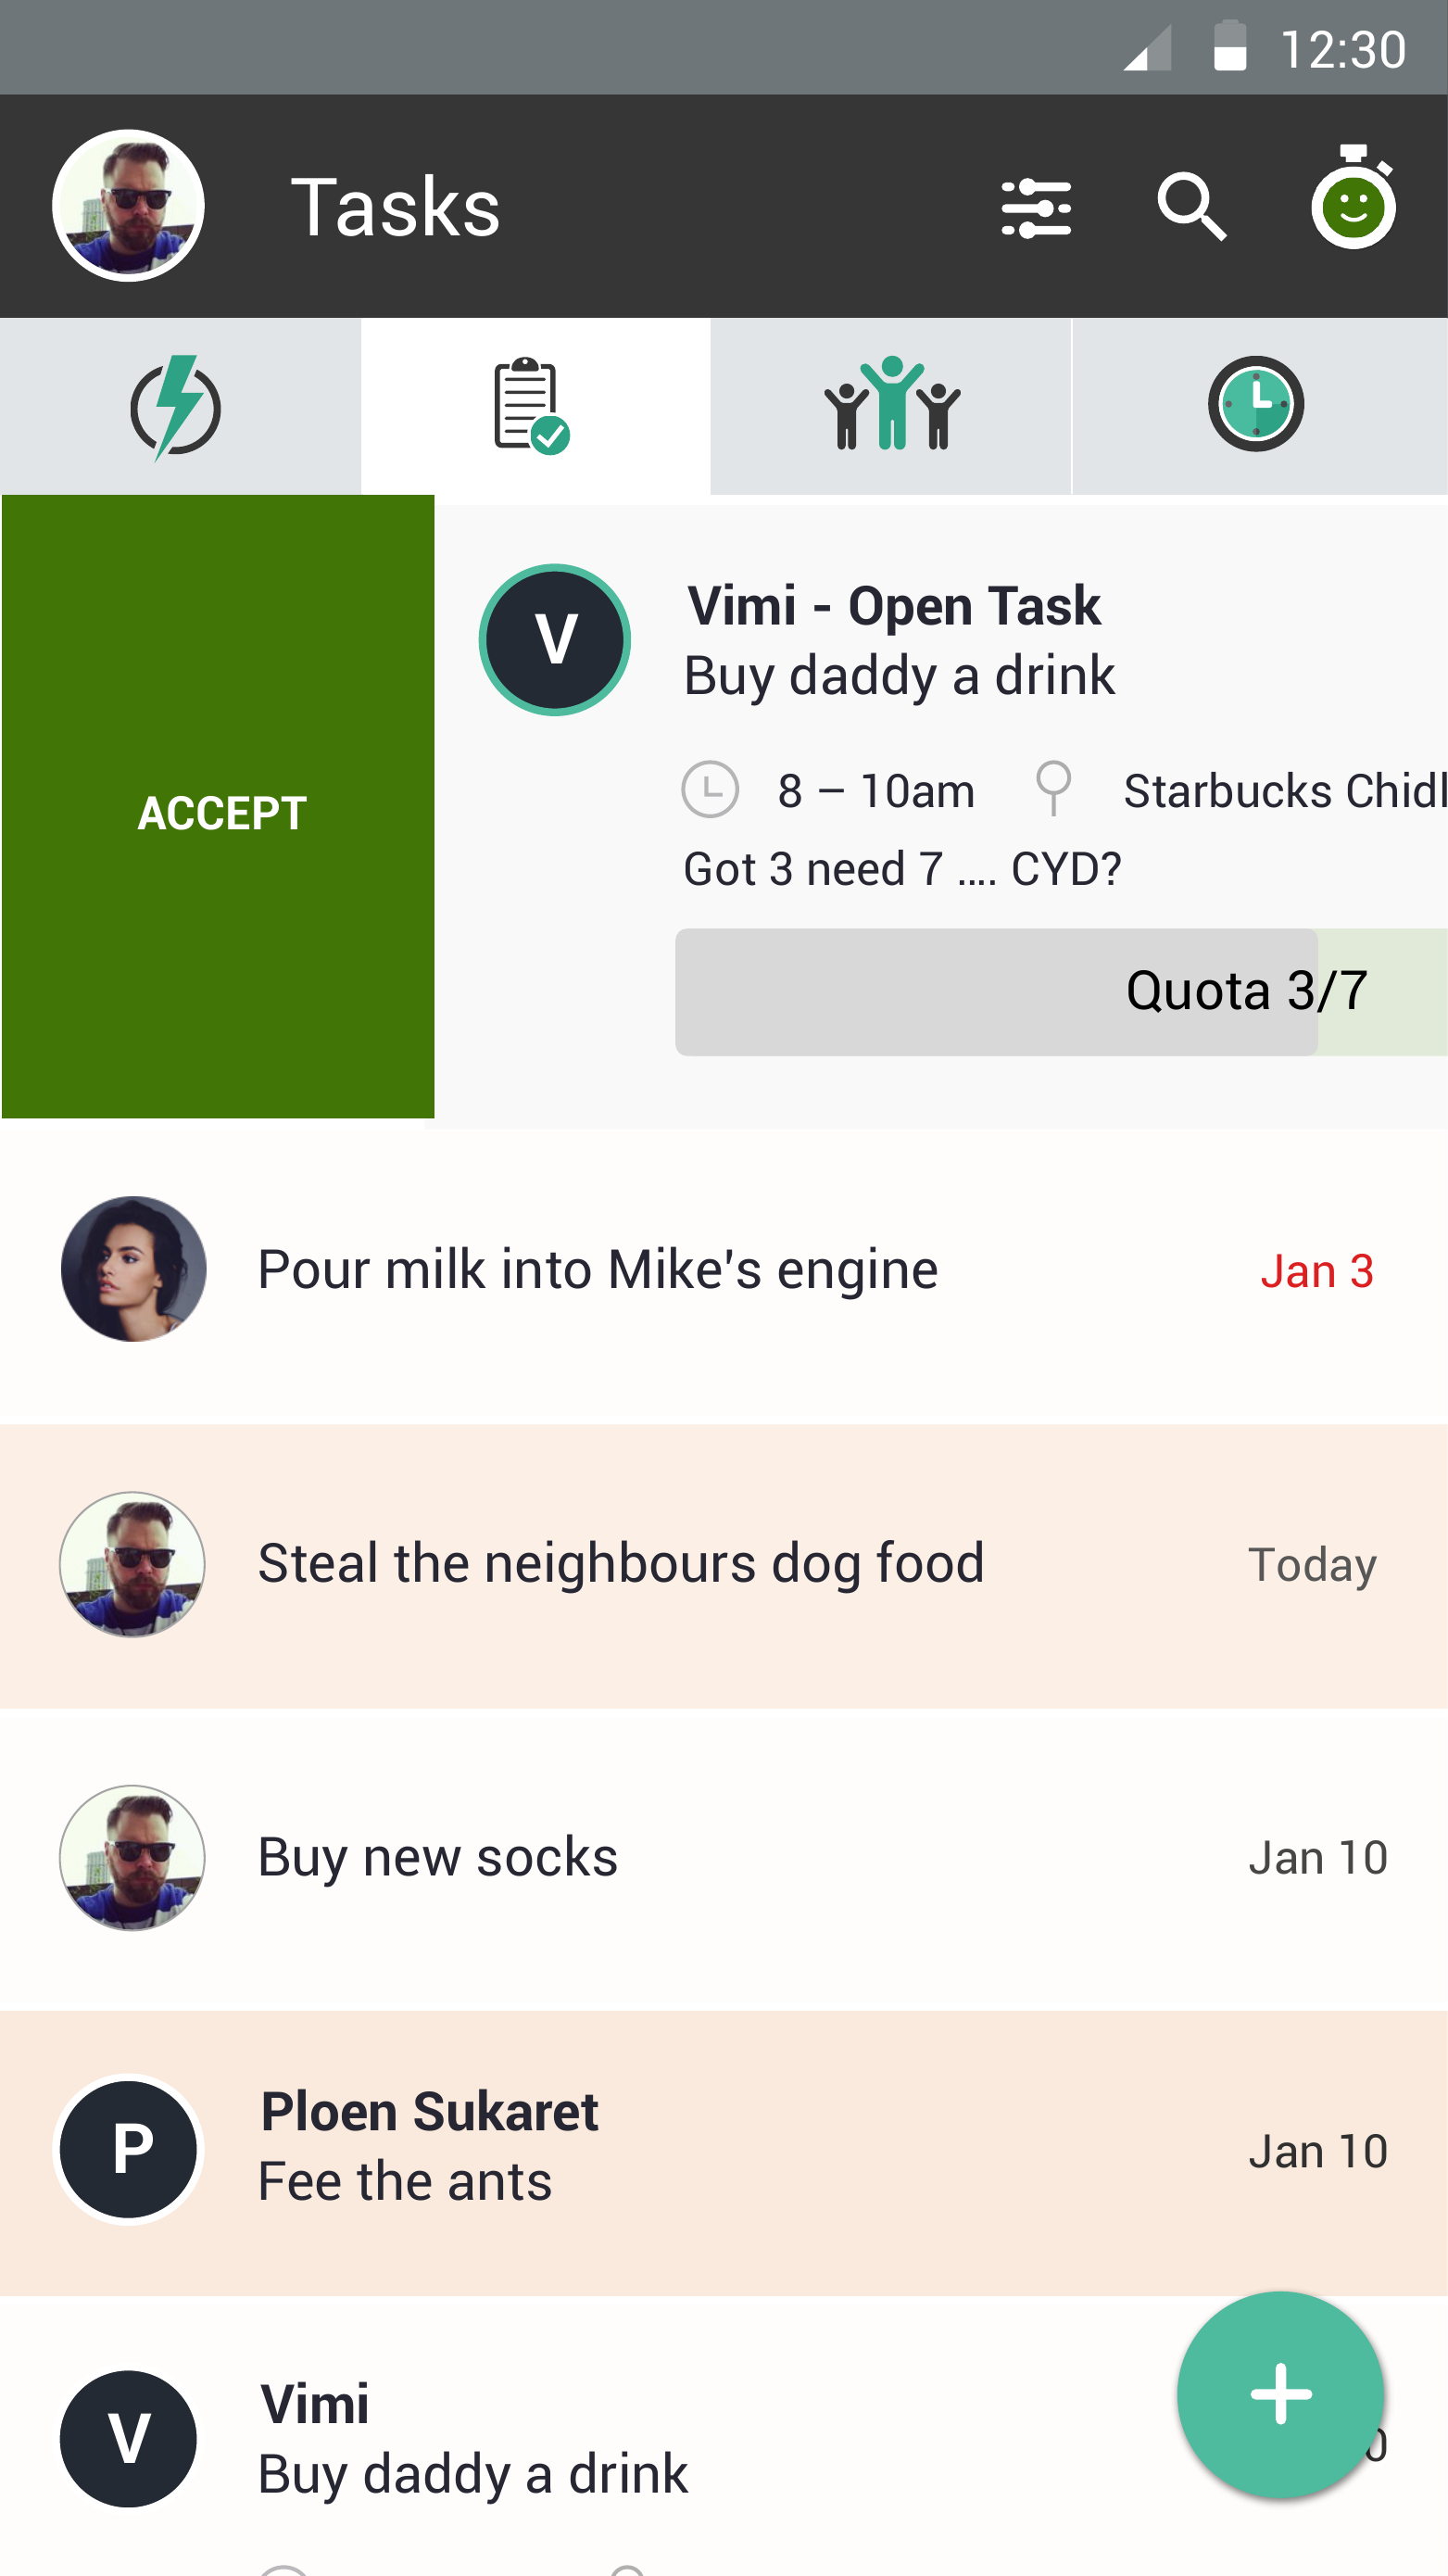 12:30
Tasks
V
Vimi - Open Task
Buy daddy a drink
ACCEPT
8 – 10am
Starbucks Chidl
Got 3 need 7 .... CYD?
Quota 3/7
Pour milk into Mike's engine
Jan 3
Steal the neighbours dog food
Today
Buy new socks
Jan 10
P
Ploen Sukaret
Fee the ants
Jan 10
V
Vimi
Buy daddy a drink
0